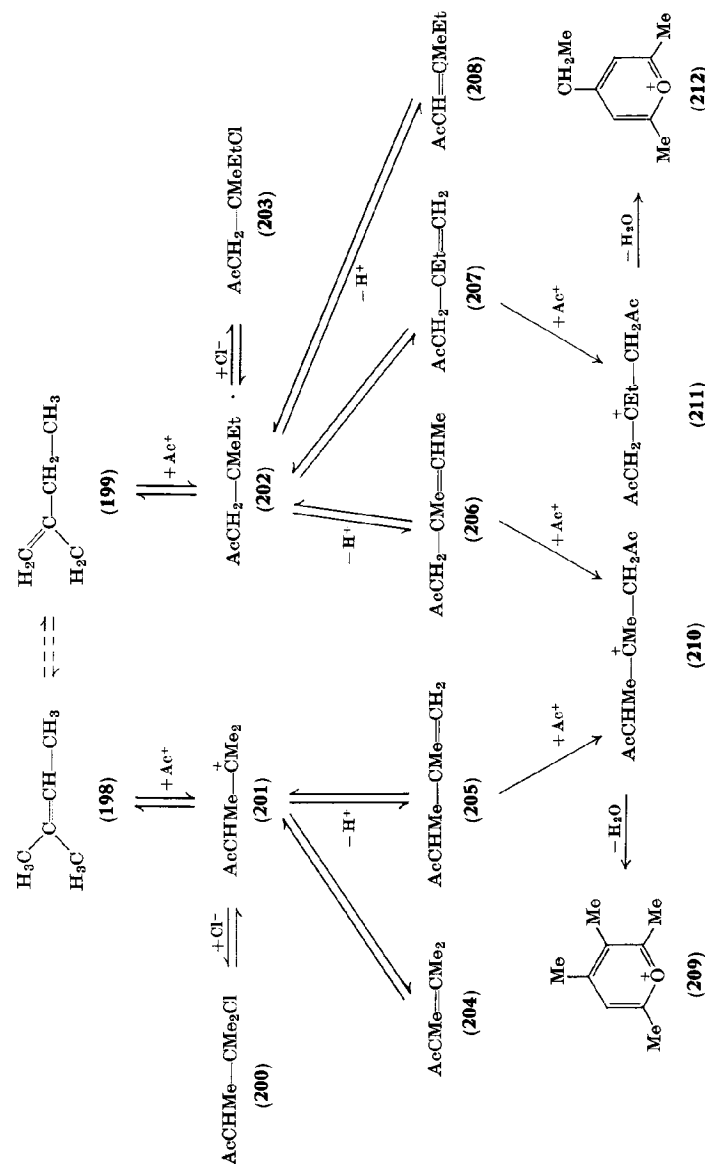 H₃C
H₃C
C=CH—CH₃
(198)
H₂C
H₂C
C—CH₂—CH₃
(199)
+Ac⁺
+Ac⁺
AcCHMe—CMe₂Cl
(200)
+Cl⁻
AcCHMe—C⁺Me₂
(201)
AcCH₂—CMeEt
(202)
+Cl⁻
AcCH₂—CMeEtCl
(203)
−H⁺
−H⁺
−H⁺
AcCMe=CMe₂
(204)
AcCHMe—CMe=CH₂
(205)
AcCH₂—CMe=CHMe
(206)
AcCH₂—CEt=CH₂
(207)
AcCH=CMeEt
(208)
+Ac⁺
+Ac⁺
+Ac⁺
Me
Me
Me
O⁺
Me
(209)
−H₂O
AcCHMe—C⁺Me—CH₂Ac
(210)
AcCH₂—C⁺Et—CH₂Ac
(211)
−H₂O
CH₂Me
Me
O⁺
Me
(212)